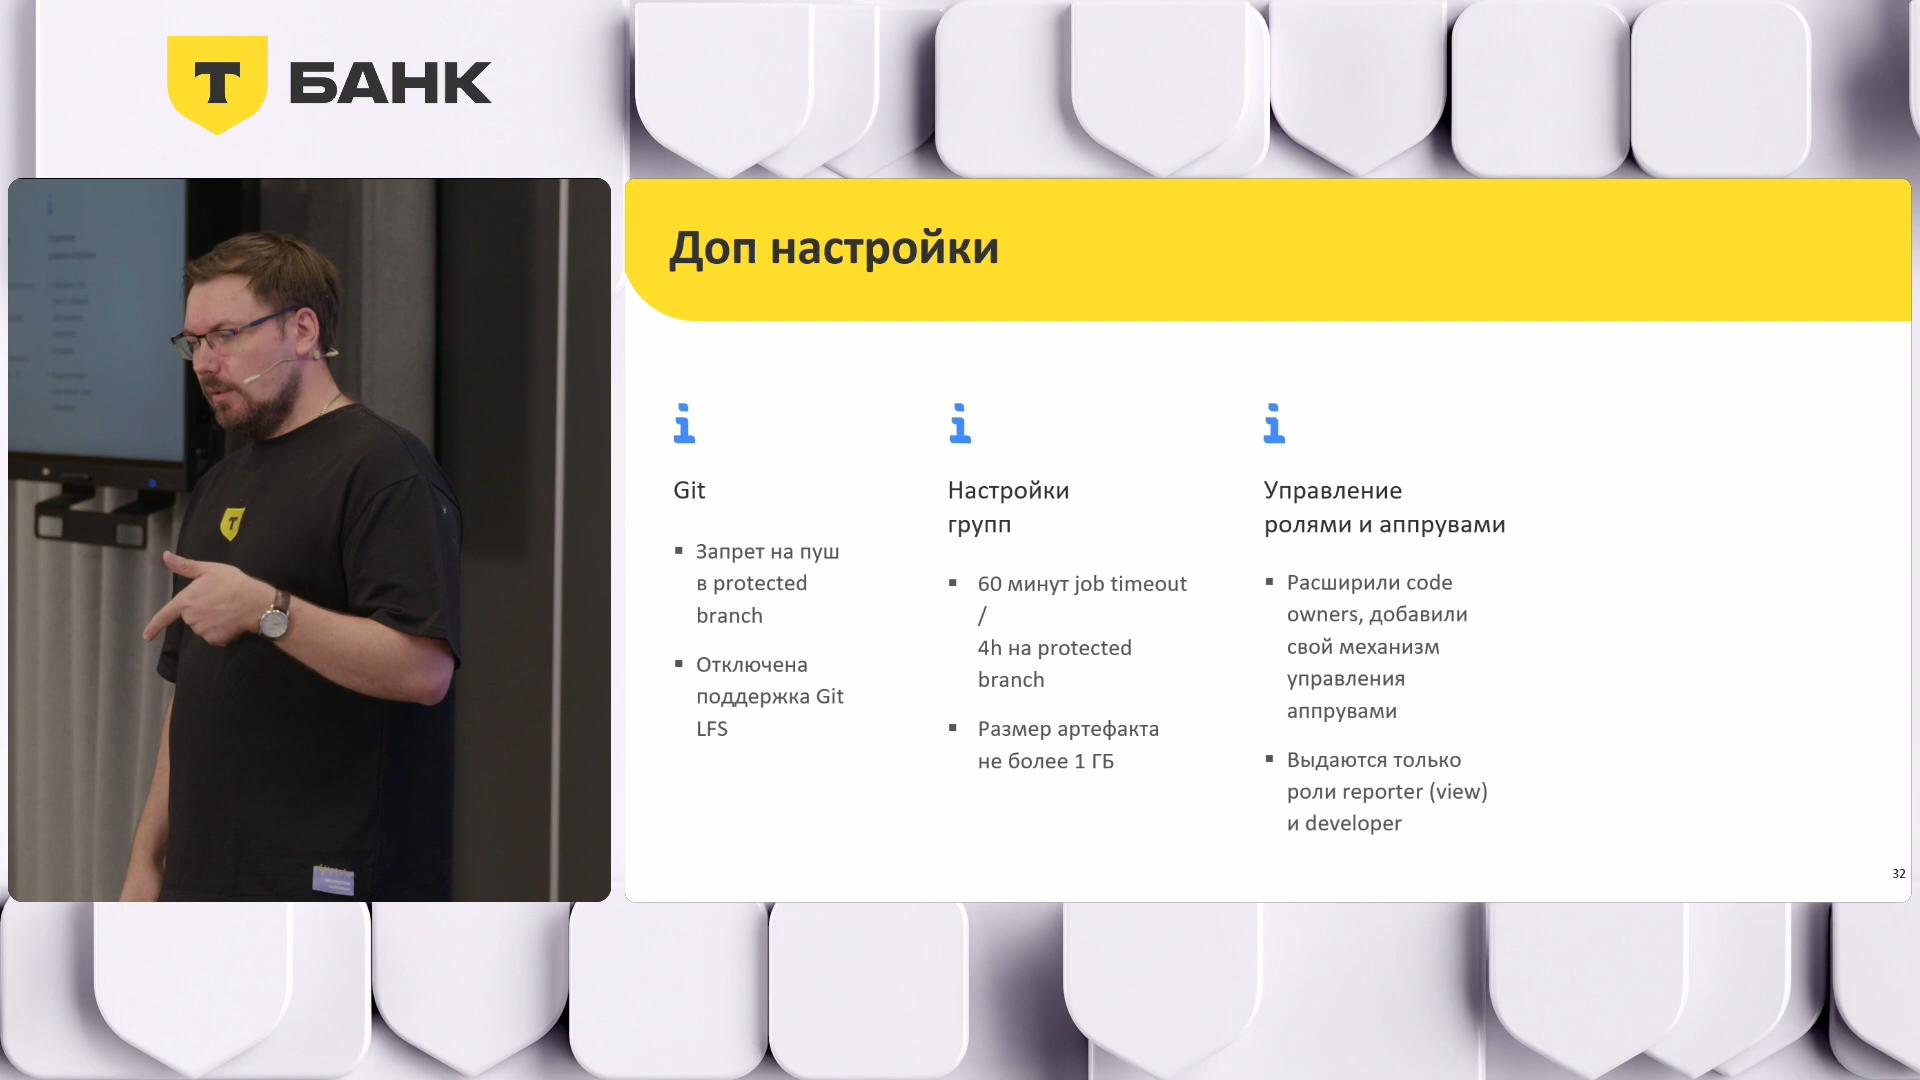 Т БАНК
Доп настройки
Git
▪ Запрет на пуш
в protected
branch
▪ Отключена
поддержка Git
LFS
Настройки
групп
▪ 60 минут job timeout
/
4h на protected
branch
▪ Размер артефакта
не более 1 ГБ
Управление
ролями и аппрувами
▪ Расширили code
owners, добавили
свой механизм
управления
аппрувами
▪ Выдаются только
роли reporter (view)
и developer
32
Т